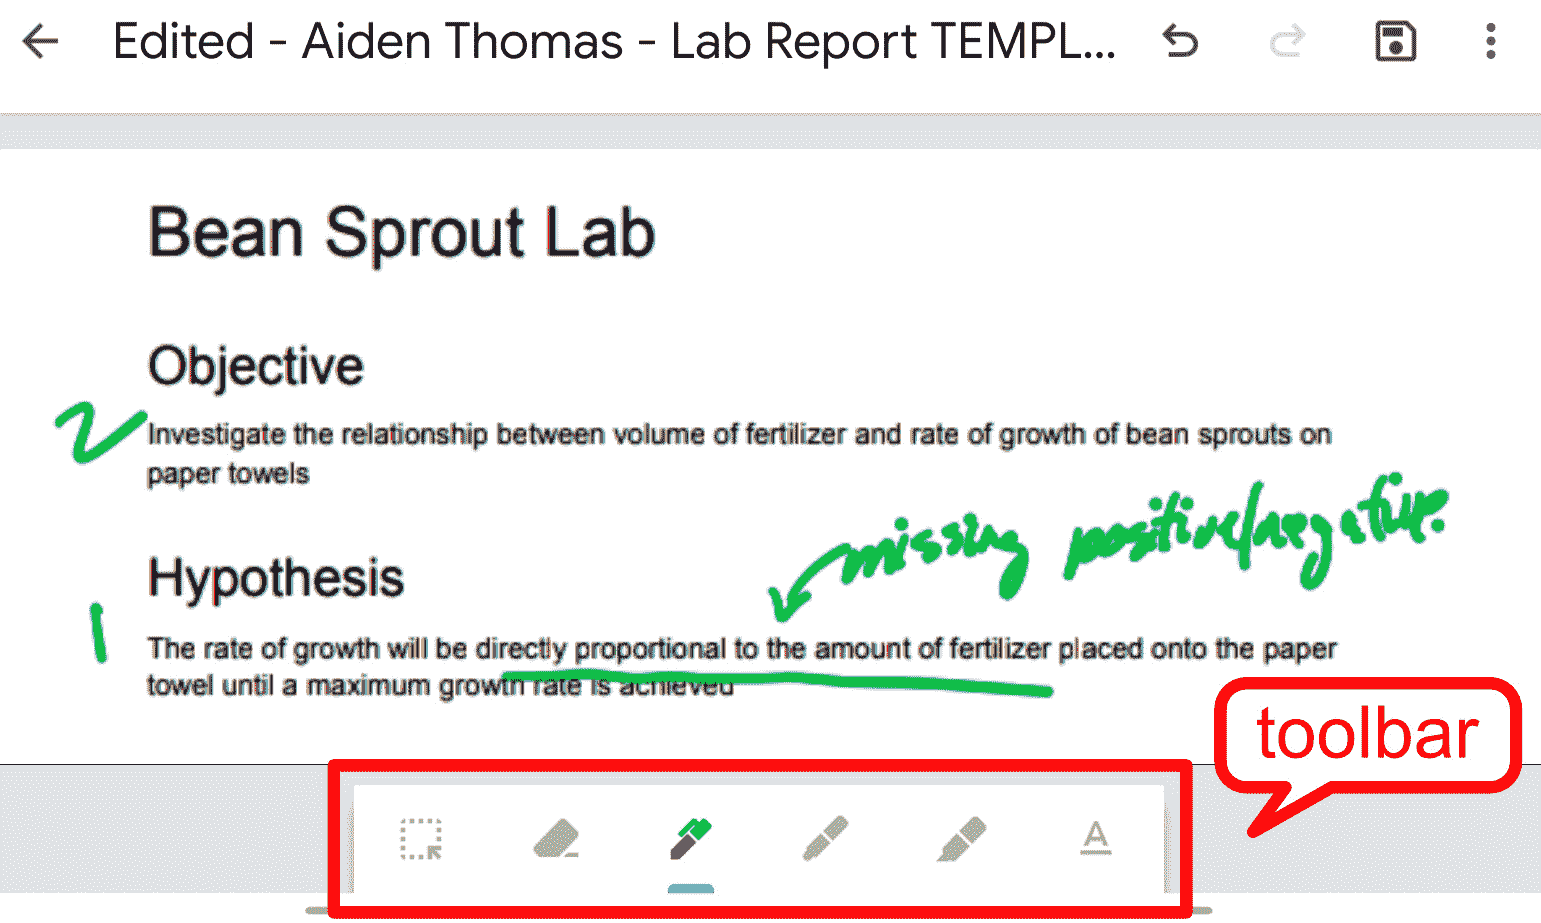 Edited - Aiden Thomas - Lab Report TEMPL...
Bean Sprout Lab
Objective
2
Investigate the relationship between volume of fertilizer and rate of growth of bean sprouts on
paper towels
missing positive/negative.
Hypothesis
1
The rate of growth will be directly proportional to the amount of fertilizer placed onto the paper
towel until a maximum growth rate is achieved
toolbar
A